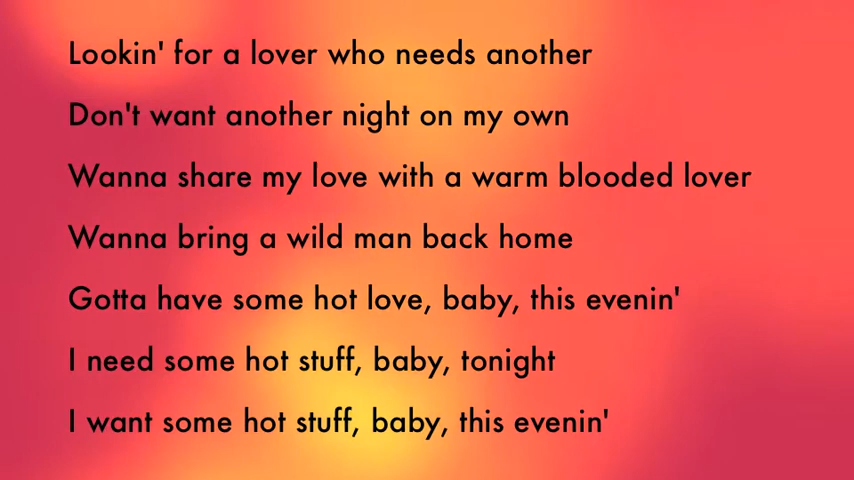 Lookin' for a lover who needs another
Don't want another night on my own
Wanna share my love with a warm blooded lover
Wanna bring a wild man back home
Gotta have some hot love, baby, this evenin'
I need some hot stuff, baby, tonight
I want some hot stuff, baby, this evenin'